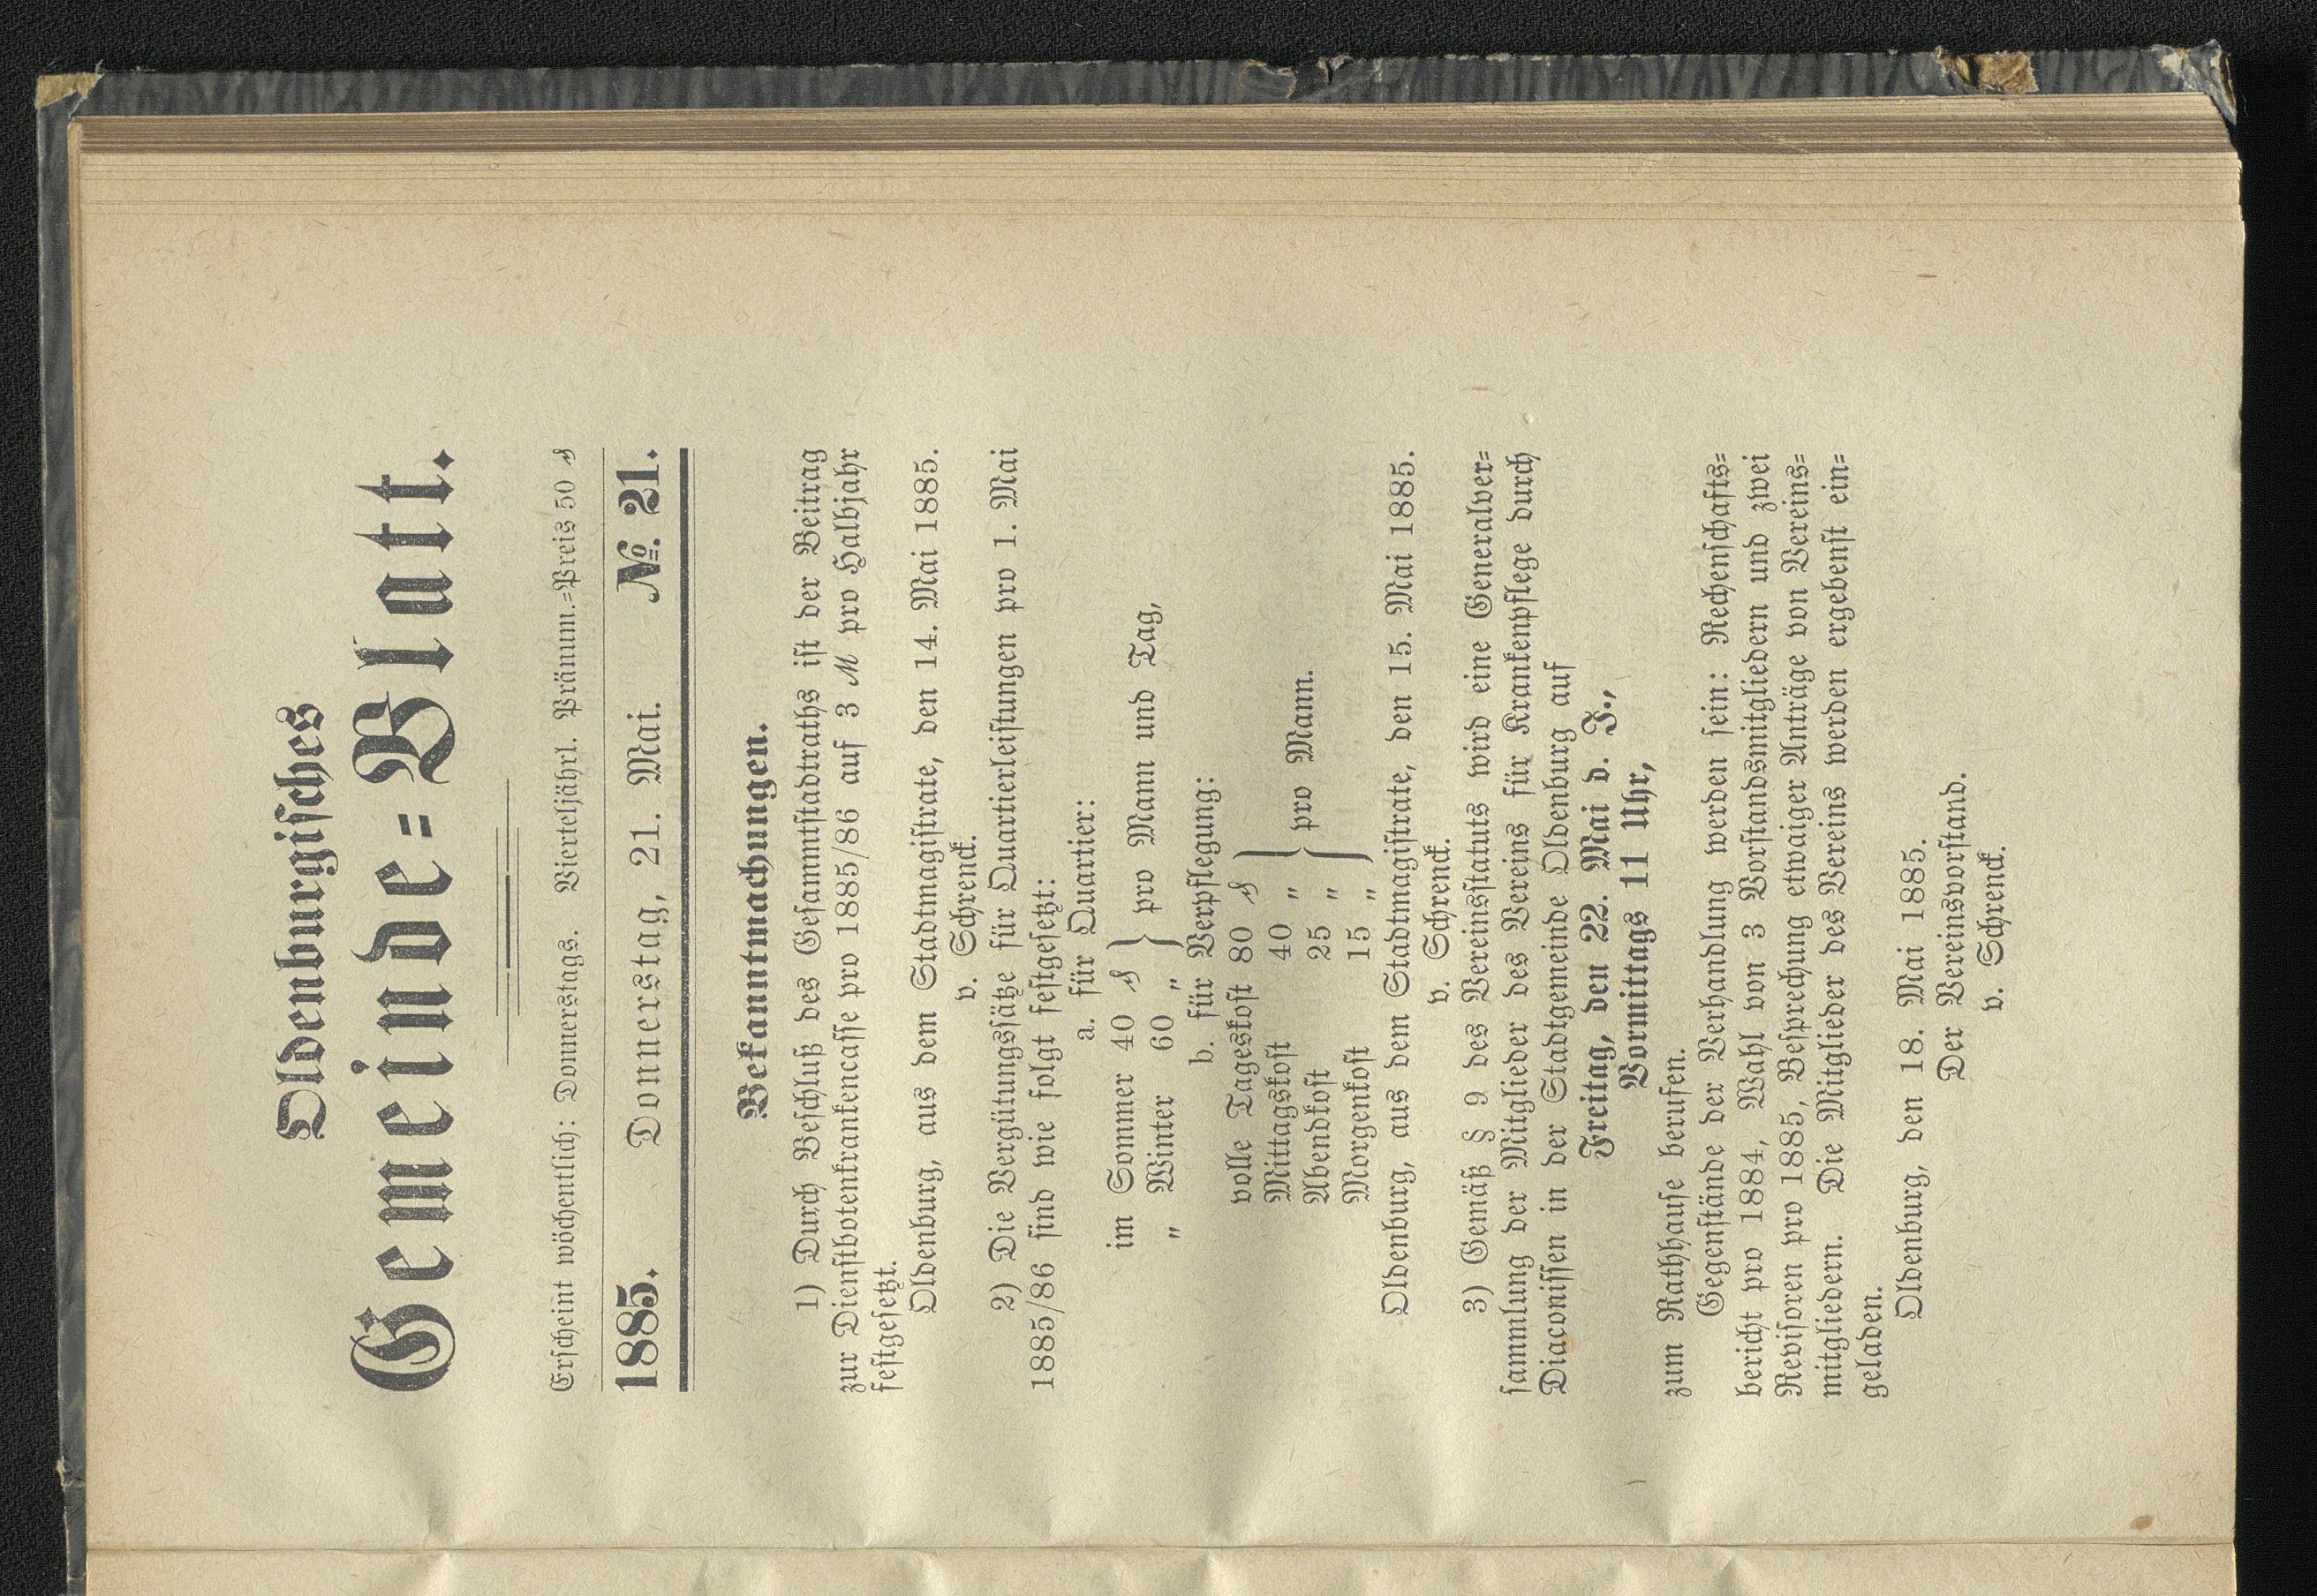 Oldenburgisches
Gemeinde=Blatt.
Erscheint wöchentlich: Donnerstags. Vierteljährl. Pränum.=Preis 50 ₰
1885. Donnerstag, 21. Mai. №. 21.
Bekanntmachungen.
1) Durch Beschluß des Gesammtstadtraths ist der Beitrag
zur Dienstbotenkrankencasse pro 1885/86 auf 3 ℳ pro Halbjahr
festgesetzt.
Oldenburg, aus dem Stadtmagistrate, den 14. Mai 1885.
v. Schrenck.
2) Die Vergütungssätze für Quartierleistungen pro 1. Mai
1885/86 sind wie folgt festgesetzt:
a. für Quartier:
im Sommer 40 ₰ } pro Mann und Tag,
„ Winter 60 „
b. für Verpflegung:
volle Tageskost 80 ₰
Mittagskost 40 „ } pro Mann.
Abendkost 25 „
Morgenkost 15 „
Oldenburg, aus dem Stadtmagistrate, den 15. Mai 1885.
v. Schrenck.
3) Gemäß § 9 des Vereinsstatuts wird eine Generalver=
sammlung der Mitglieder des Vereins für Krankenpflege durch
Diaconissen in der Stadtgemeinde Oldenburg auf
Freitag, den 22. Mai d. J.,
Vormittags 11 Uhr,
zum Rathhause berufen.
Gegenstände der Verhandlung werden sein: Rechenschafts=
bericht pro 1884, Wahl von 3 Vorstandsmitgliedern und zwei
Revisoren pro 1885, Besprechung etwaiger Anträge von Vereins=
mitgliedern. Die Mitglieder des Vereins werden ergebenst ein=
geladen.
Oldenburg, den 18. Mai 1885.
Der Vereinsvorstand.
v. Schrenck.